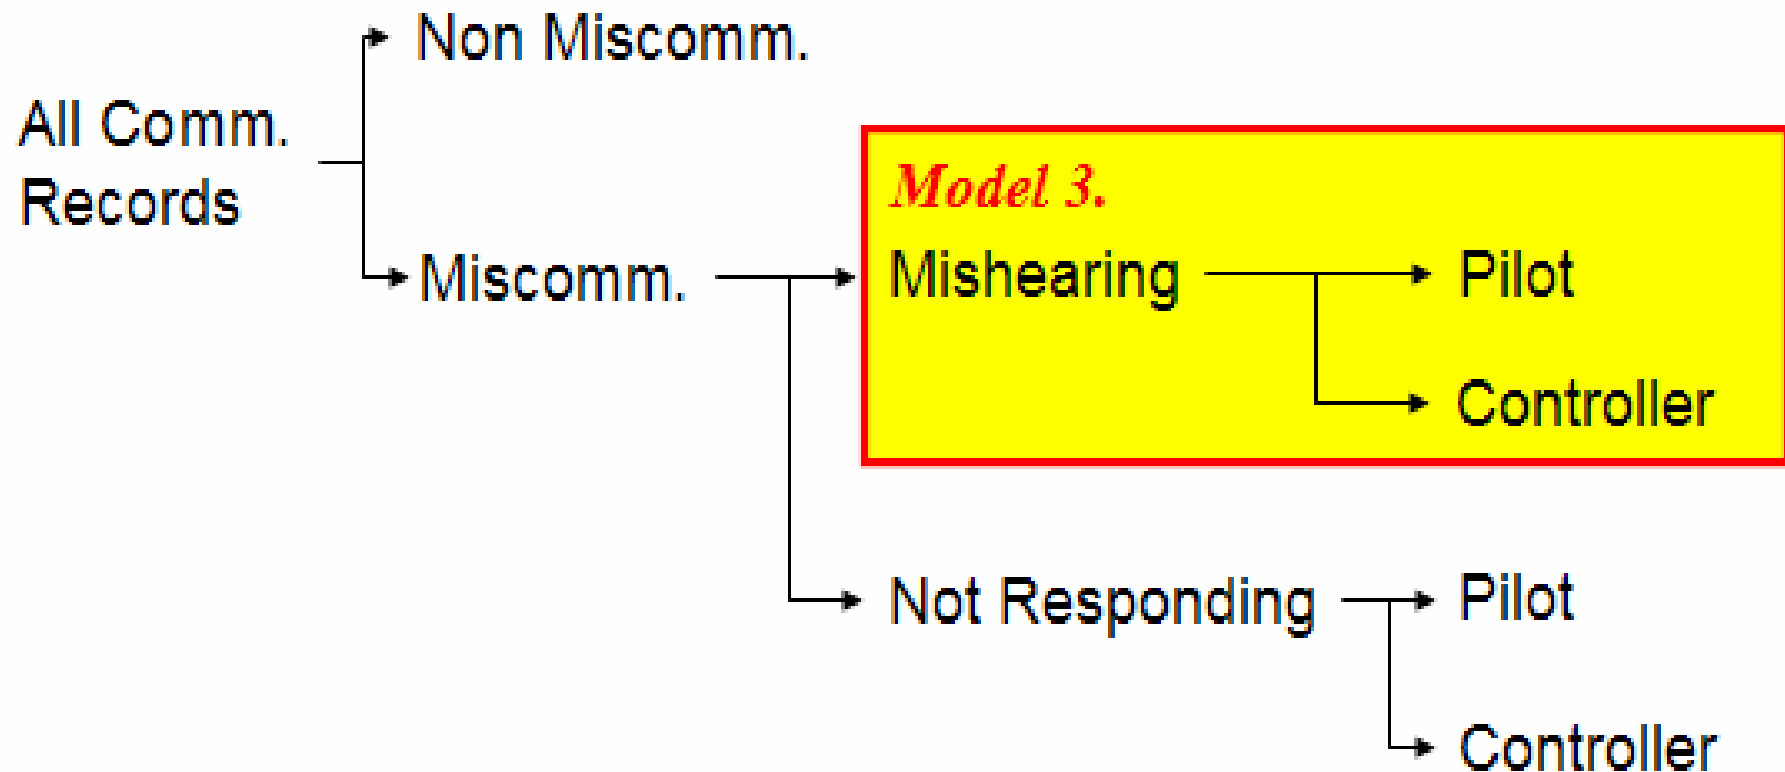 Non Miscomm.
All Comm.
Records
Model 3.
Miscomm.
Mishearing
Pilot
Controller
Not Responding
Pilot
Controller